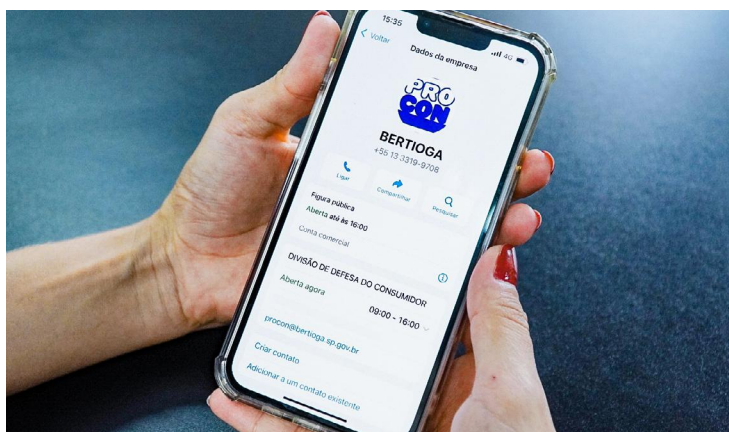 15:35
4G
Voltar
Dados da empresa
PRO
CON
BERTIOGA
+55 13 3319-9708
Ligar
Compartilhar
Pesquisar
Figura pública
Aberta até às 16:00
Conta comercial
DIVISÃO DE DEFESA DO CONSUMIDOR
Aberta agora
09:00 - 16:00
procon@bertioga.sp.gov.br
Criar contato
Adicionar a um contato existente